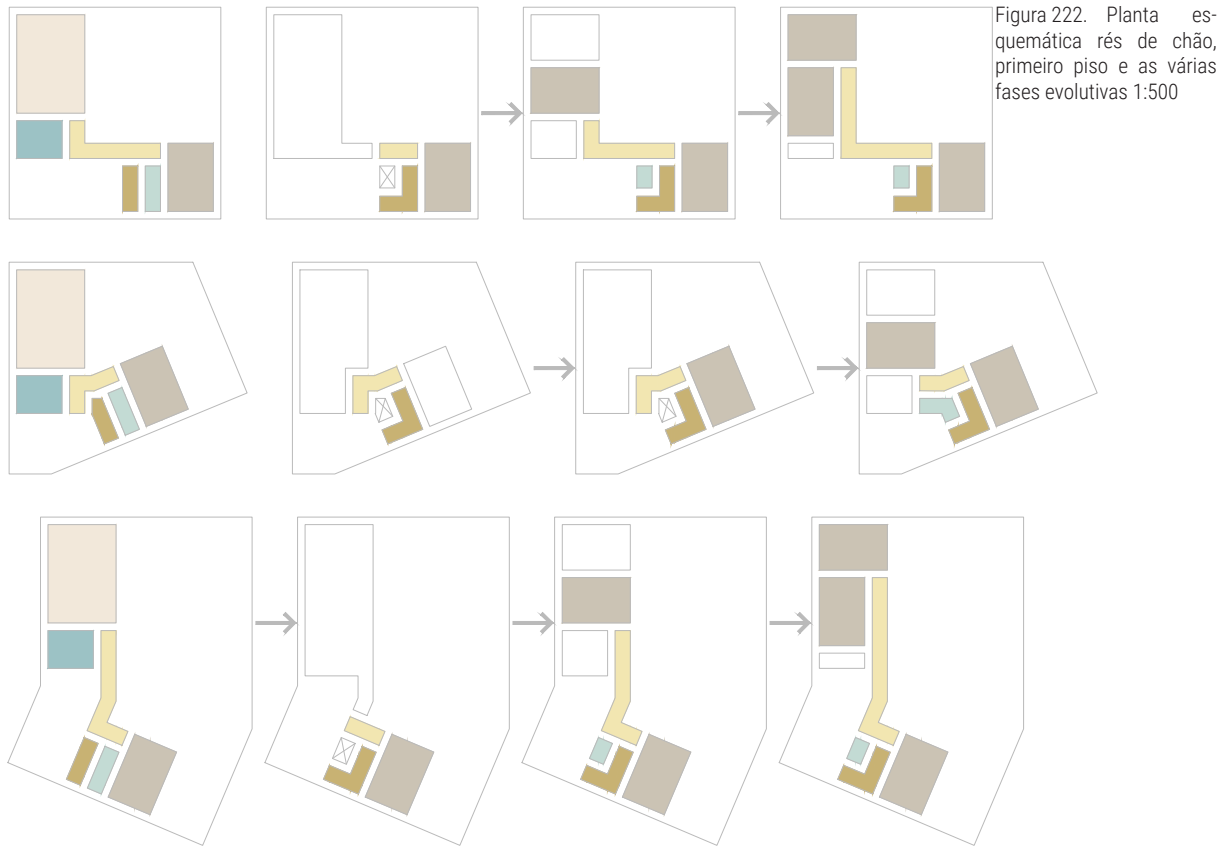 Figura 222. Planta es-
quemática rés de chão,
primeiro piso e as várias
fases evolutivas 1:500